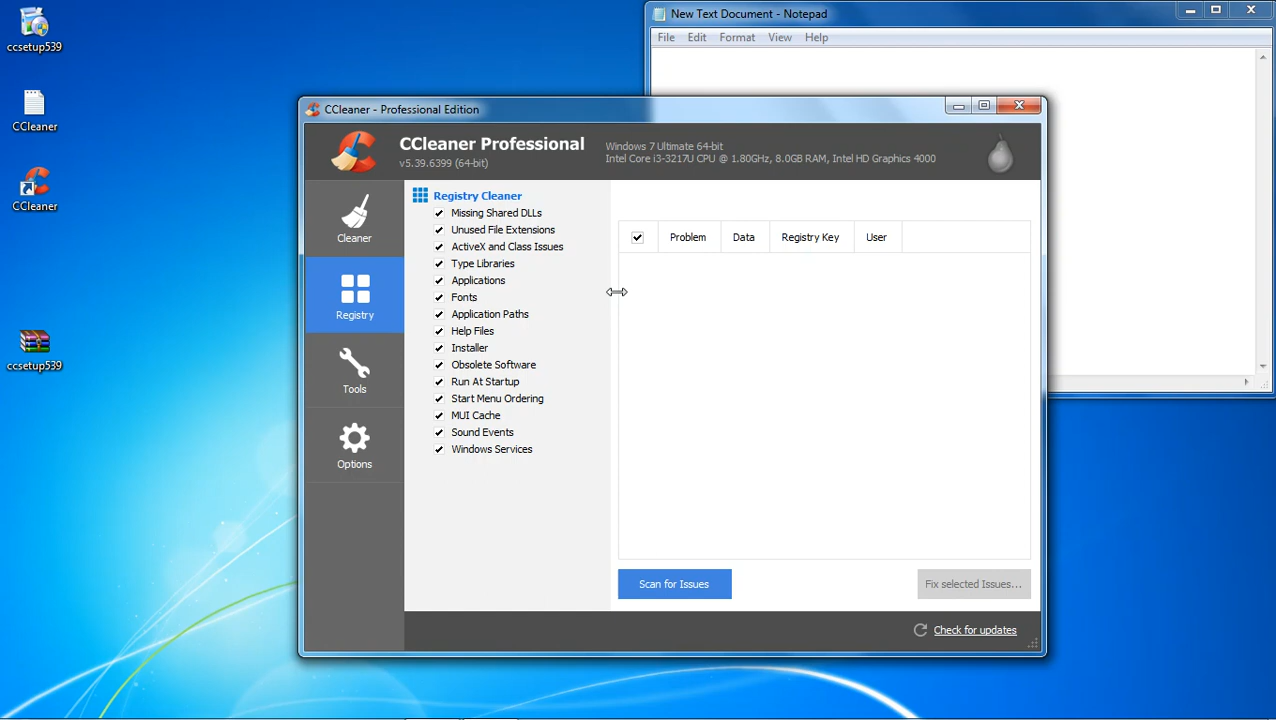 ccsetup539
CCleaner
CCleaner
ccsetup539
New Text Document - Notepad
File Edit Format View Help
CCleaner - Professional Edition
CCleaner Professional
v5.39.6399 (64-bit)
Windows 7 Ultimate 64-bit
Intel Core i3-3217U CPU @ 1.80GHz, 8.0GB RAM, Intel HD Graphics 4000
Cleaner
Registry
Tools
Options
Registry Cleaner
Missing Shared DLLs
Unused File Extensions
ActiveX and Class Issues
Type Libraries
Applications
Fonts
Application Paths
Help Files
Installer
Obsolete Software
Run At Startup
Start Menu Ordering
MUI Cache
Sound Events
Windows Services
Problem Data Registry Key User
Scan for Issues
Fix selected Issues...
Check for updates